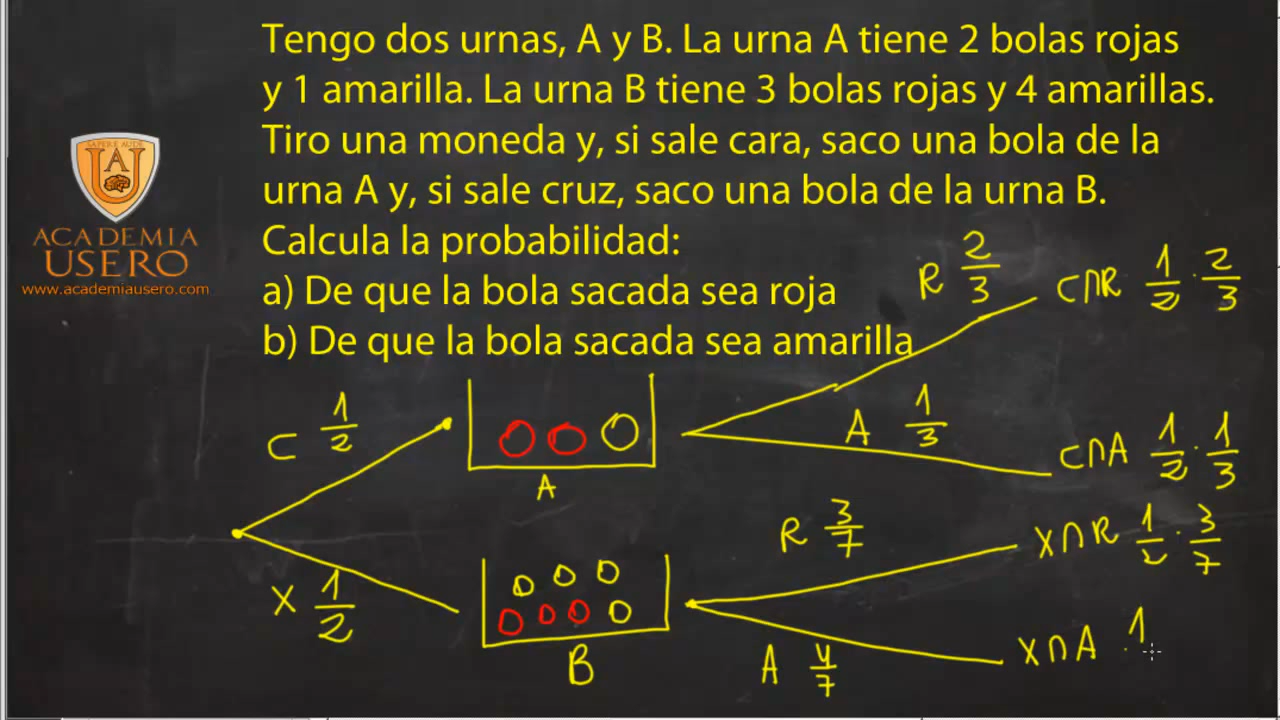 Tengo dos urnas, A y B. La urna A tiene 2 bolas rojas
y 1 amarilla. La urna B tiene 3 bolas rojas y 4 amarillas.
Tiro una moneda y, si sale cara, saco una bola de la
urna A y, si sale cruz, saco una bola de la urna B.
Calcula la probabilidad:
a) De que la bola sacada sea roja
b) De que la bola sacada sea amarilla
SAPERE AUDE
UA
ACADEMIA
USERO
www.academiausero.com
R 2/3
C∩R 1/2 · 2/3
C 1/2
A
A 1/3
C∩A 1/2 · 1/3
X 1/2
B
R 3/7
X∩R 1/2 · 3/7
A 4/7
X∩A 1